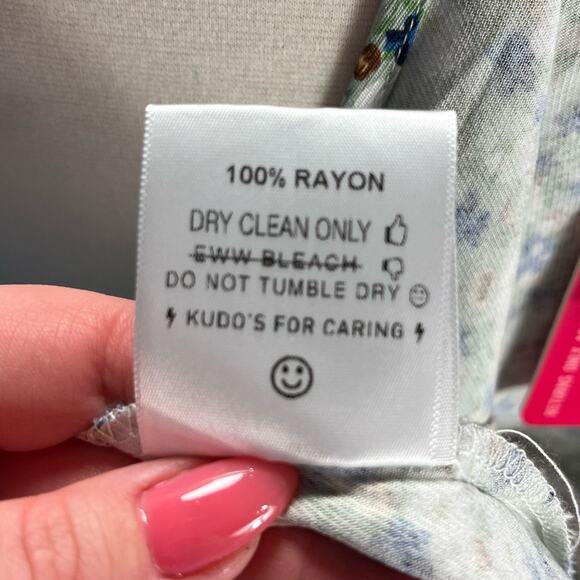 100% RAYON
DRY CLEAN ONLY
EWW BLEACH
DO NOT TUMBLE DRY
KUDO'S FOR CARING